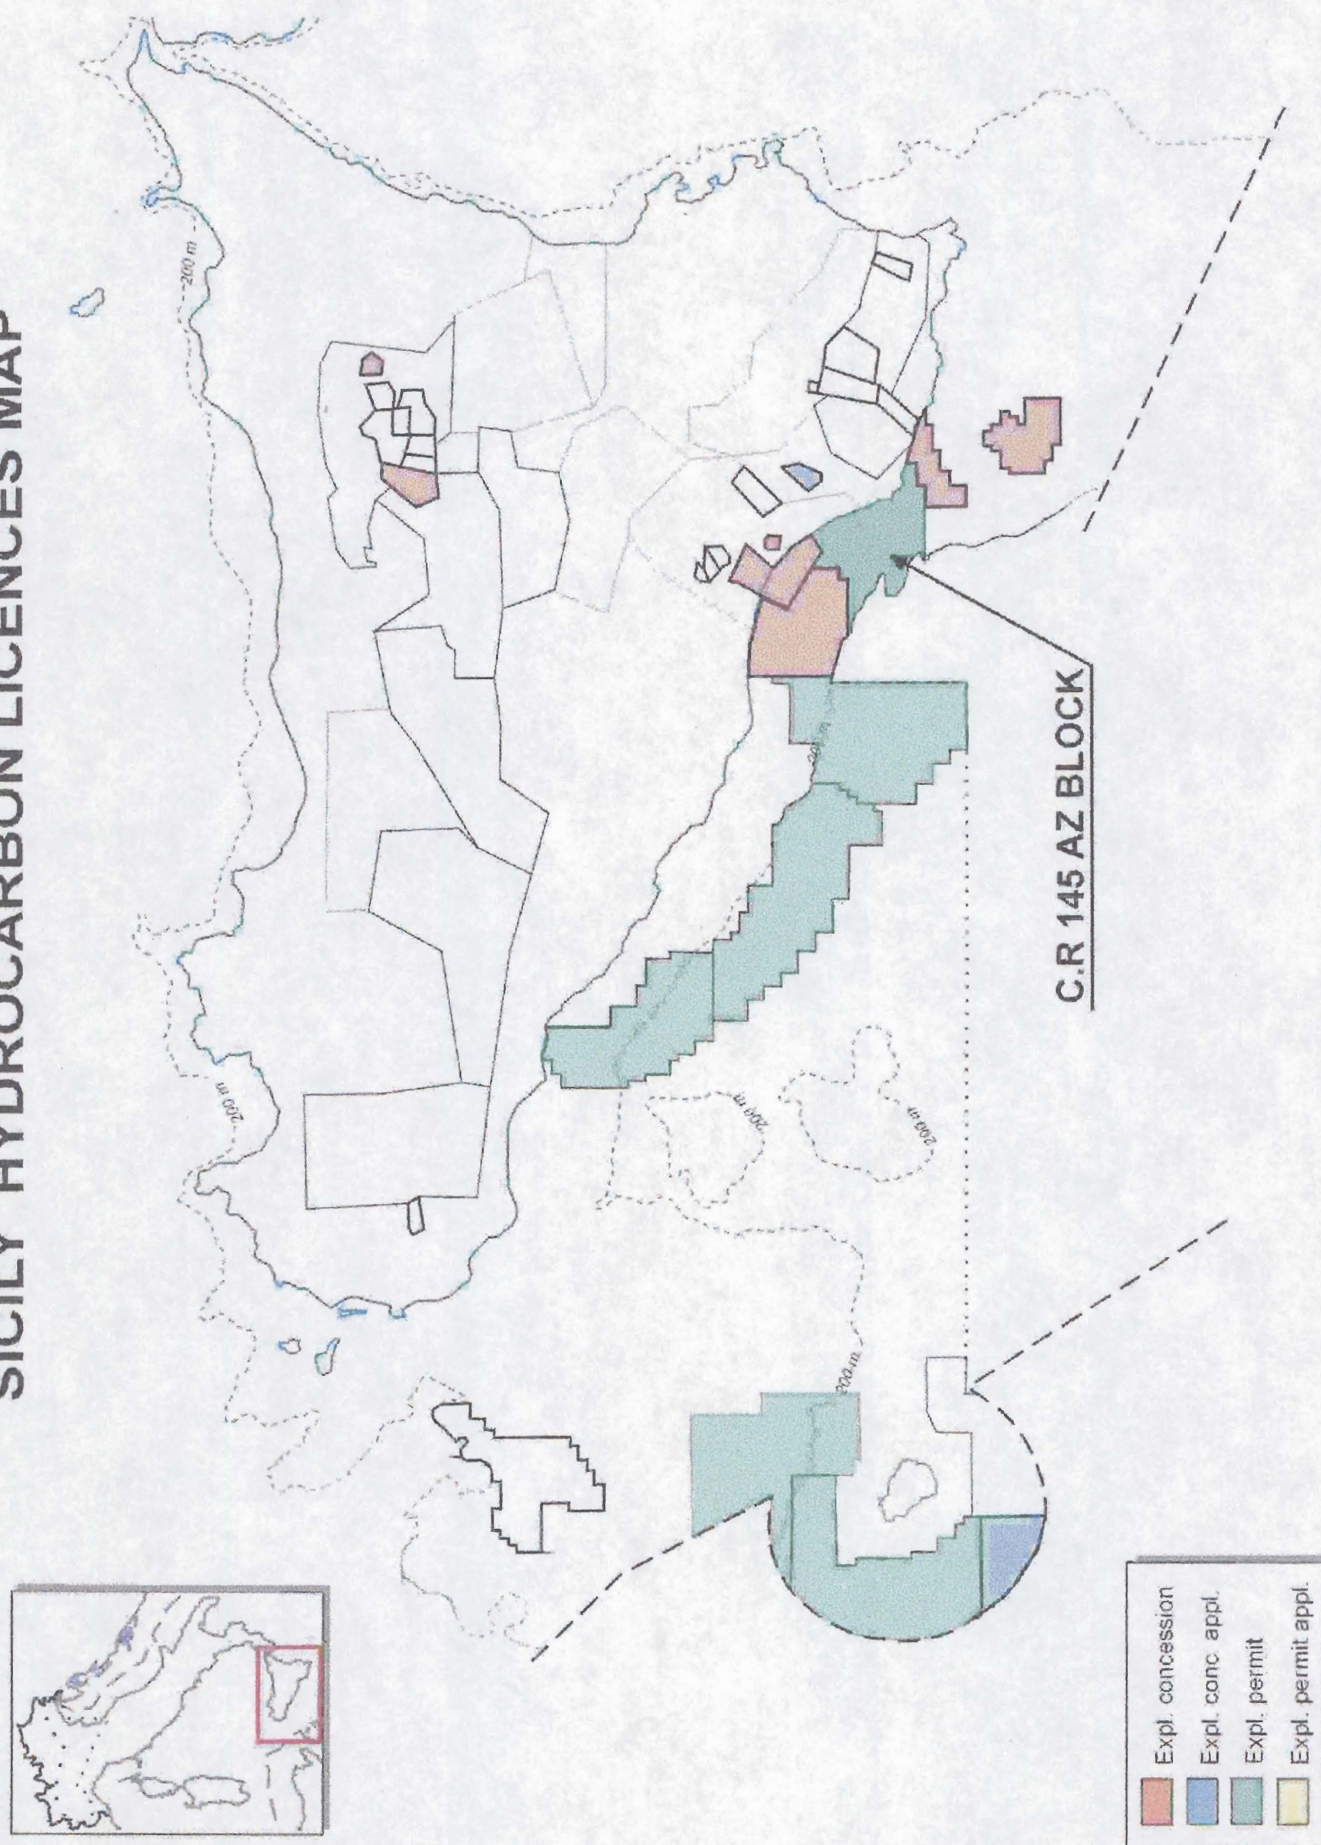 SICILY HYDROCARBON LICENCES MAP
200 m
200 m
200 m
200 m
200 m
C.R 145 AZ BLOCK
Expl. concession
Expl. conc. appl.
Expl. permit
Expl. permit appl.